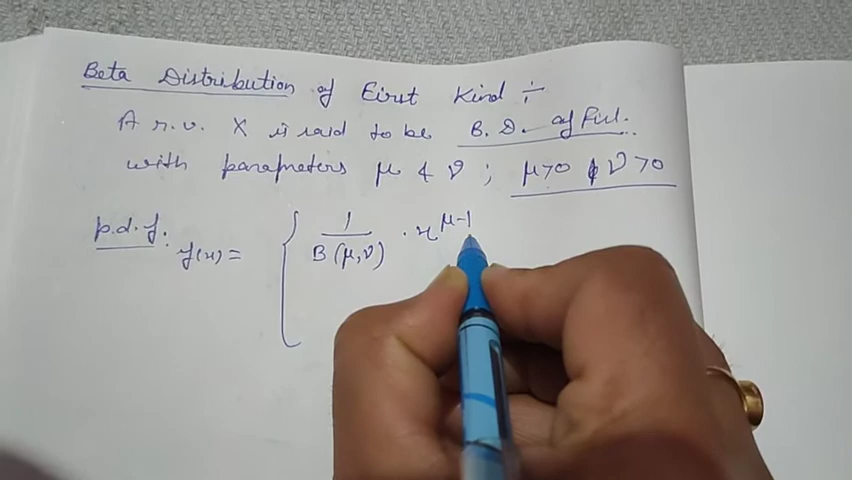 Beta Distribution of First Kind ÷
A r.v. X is said to be B.D. of Fist.
with parameters μ & ν ; μ>0 & ν>0
p.d.f. : f(x) = { 1/B(μ,ν) · x^μ-1